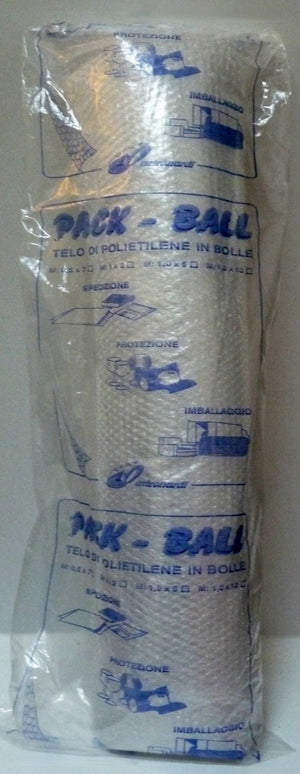 PROTEZIONE
IMBALLAGGIO
PACK - BALL
TELO DI POLIETILENE IN BOLLE
SPEDIZIONE
PROTEZIONE
IMBALLAGGIO
PACK - BALL
TELO DI POLIETILENE IN BOLLE
SPEDIZIONE
PROTEZIONE
IMBALLAGGIO